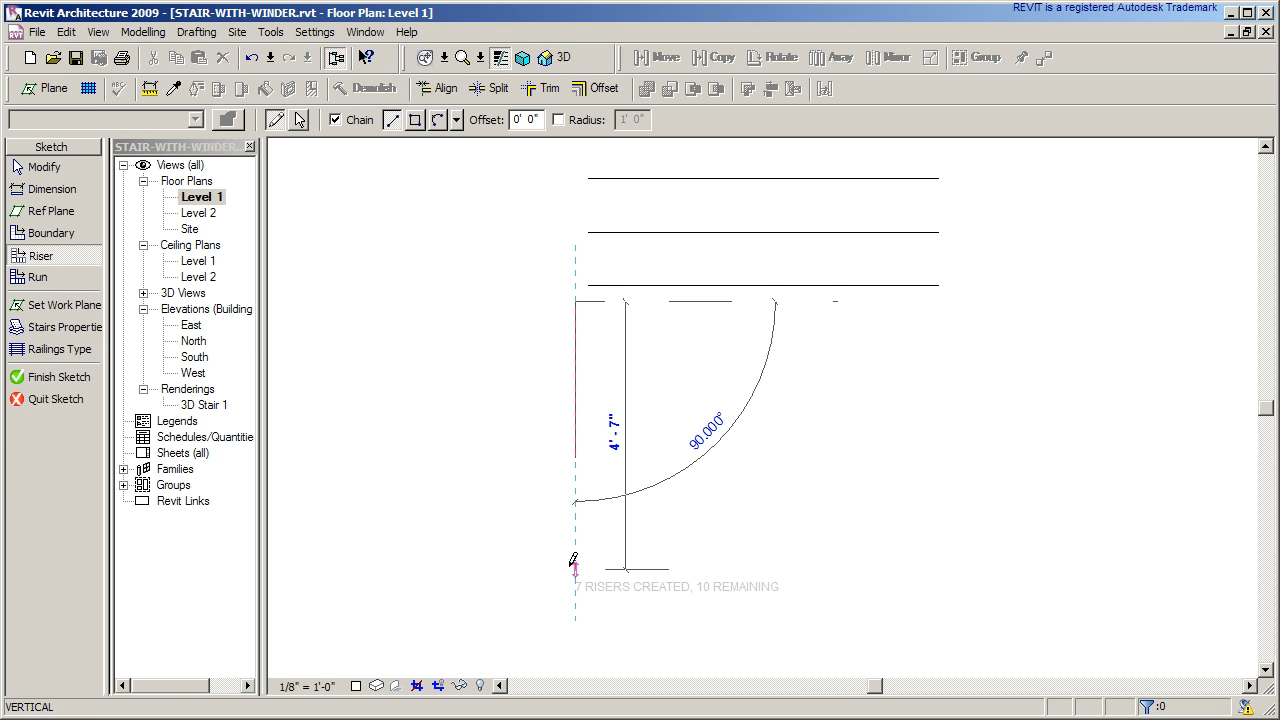 Revit Architecture 2009 - [STAIR-WITH-WINDER.rvt - Floor Plan: Level 1]
REVIT is a registered Autodesk Trademark
File Edit View Modelling Drafting Site Tools Settings Window Help
3D Move Copy Rotate Array Mirror Group
Plane Demolish Align Split Trim Offset
Chain Offset: 0' 0" Radius: 1' 0"
Sketch
Modify
Dimension
Ref Plane
Boundary
Riser
Run
Set Work Plane
Stairs Propertie
Railings Type
Finish Sketch
Quit Sketch
STAIR-WITH-WINDER...
Views (all)
Floor Plans
Level 1
Level 2
Site
Ceiling Plans
Level 1
Level 2
3D Views
Elevations (Building
East
North
South
West
Renderings
3D Stair 1
Legends
Schedules/Quantitie
Sheets (all)
Families
Groups
Revit Links
4' - 7"
90.000°
7 RISERS CREATED, 10 REMAINING
1/8" = 1'-0"
VERTICAL
:0